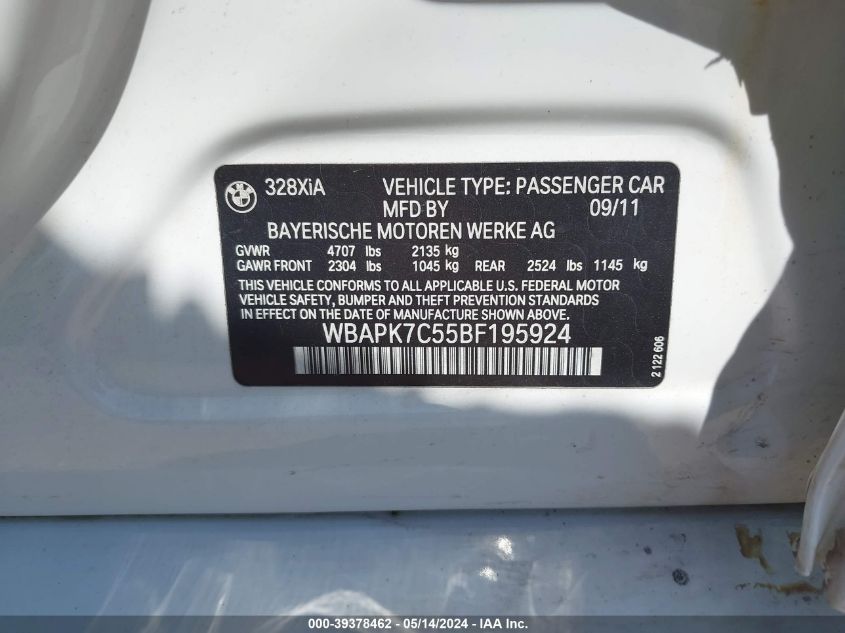 BMW
328XiA VEHICLE TYPE: PASSENGER CAR
MFD BY 09/11
BAYERISCHE MOTOREN WERKE AG
GVWR 4707 lbs 2135 kg
GAWR FRONT 2304 lbs 1045 kg REAR 2524 lbs 1145 kg
THIS VEHICLE CONFORMS TO ALL APPLICABLE U.S. FEDERAL MOTOR
VEHICLE SAFETY, BUMPER AND THEFT PREVENTION STANDARDS
IN EFFECT ON THE DATE OF MANUFACTURE SHOWN ABOVE.
WBAPK7C55BF195924
2 122 606
000-39378462 - 05/14/2024 - IAA Inc.